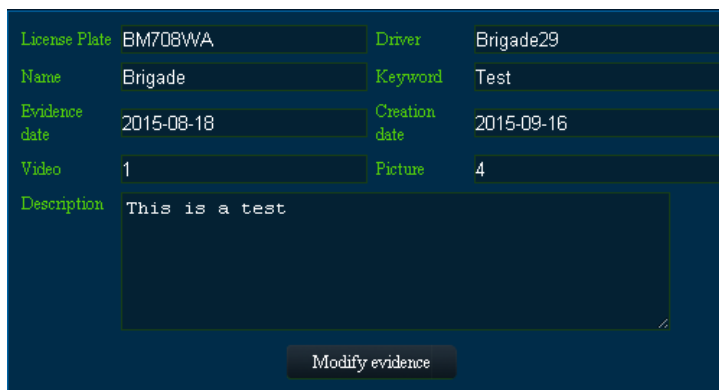 License Plate BM708WA Driver Brigade29
Name Brigade Keyword Test
Evidence date 2015-08-18 Creation date 2015-09-16
Video 1 Picture 4
Description This is a test
Modify evidence